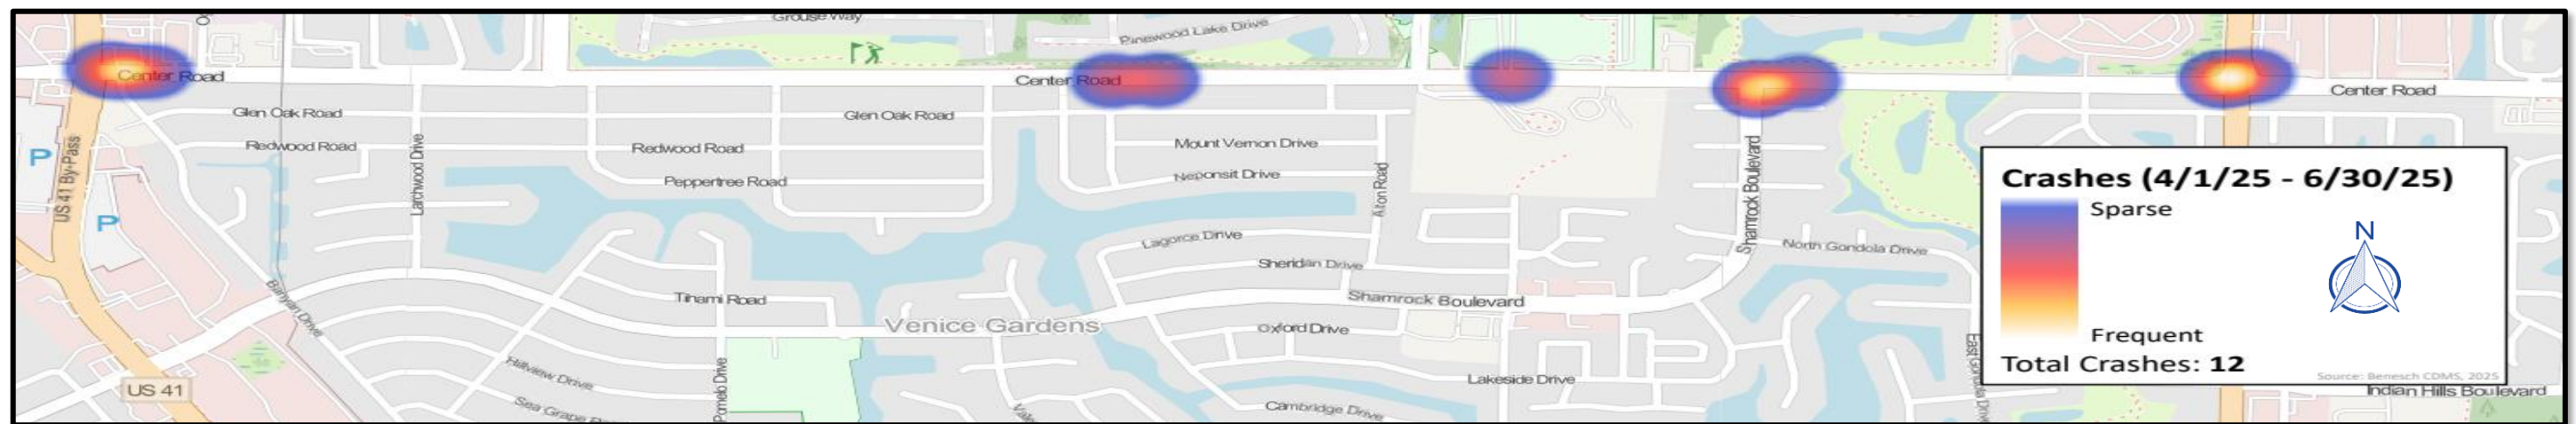 Grouse Way
Pinewood Lake Drive
Center Road
Center Road
Center Road
Glen Oak Road
Glen Oak Road
Redwood Road
Redwood Road
Mount Vernon Drive
P
US 41 By-Pass
Larchwood Drive
Peppertree Road
Neponsit Drive
Alton Road
Shamrock Boulevard
P
Lagorce Drive
North Gondola Drive
Sheridan Drive
Banyan Drive
Tihami Road
Shamrock Boulevard
Venice Gardens
Oxford Drive
Hillview Drive
Pomelo Drive
Lakeside Drive
US 41
Sea Grape
Cambridge Drive
Indian Hills Boulevard
Crashes (4/1/25 - 6/30/25)
Sparse
N
Frequent
Total Crashes: 12
Source: Benesch CDMS, 2025